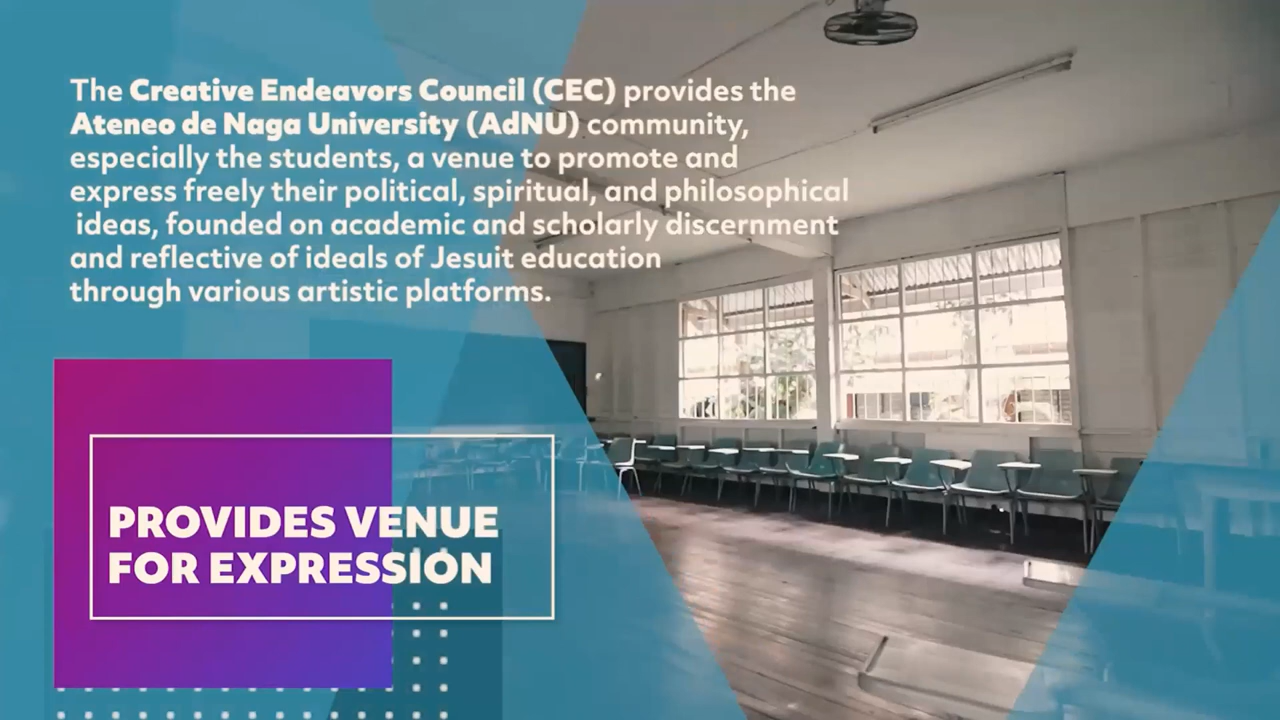 The Creative Endeavors Council (CEC) provides the
Ateneo de Naga University (AdNU) community,
especially the students, a venue to promote and
express freely their political, spiritual, and philosophical
ideas, founded on academic and scholarly discernment
and reflective of ideals of Jesuit education
through various artistic platforms.
PROVIDES VENUE
FOR EXPRESSION